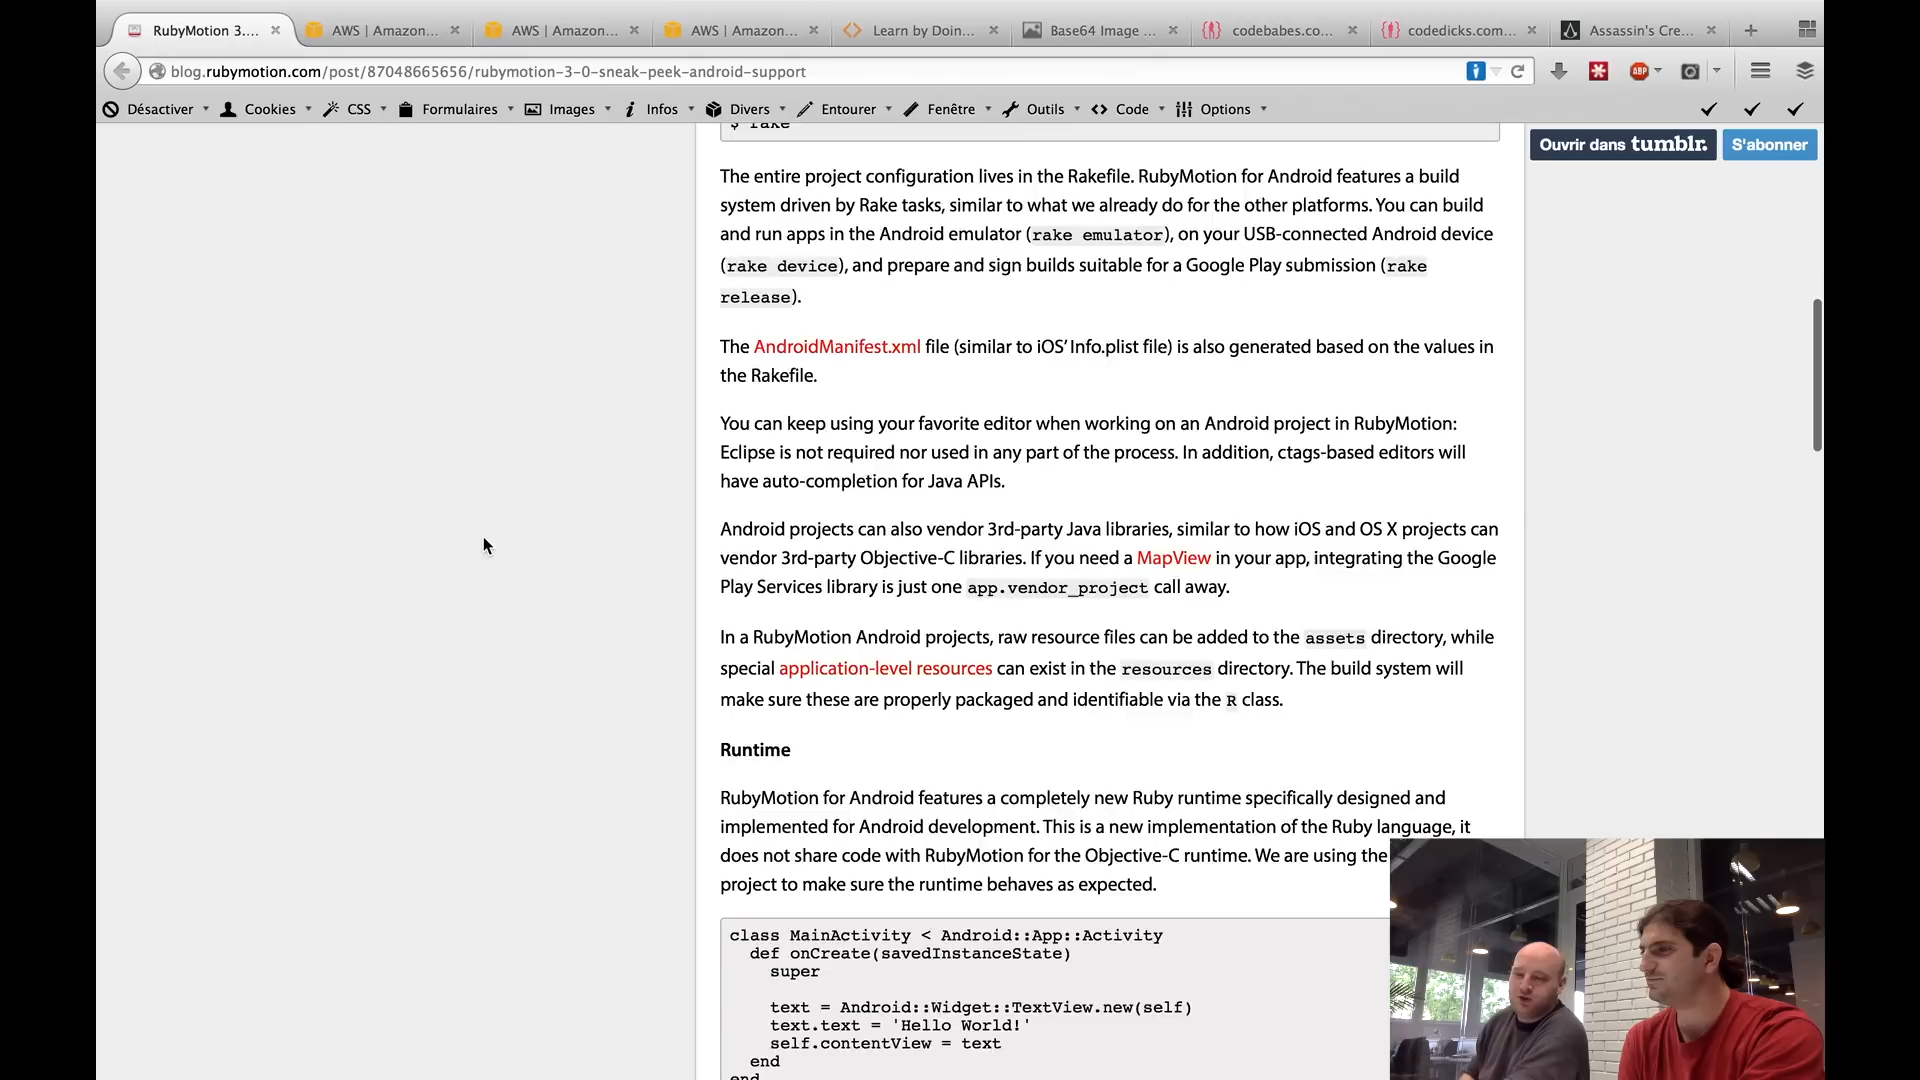 RubyMotion 3....
AWS | Amazon...
AWS | Amazon...
AWS | Amazon...
Learn by Doin...
Base64 Image ...
codebabes.co...
codedicks.com...
Assassin's Cre...
blog.rubymotion.com/post/87048665656/rubymotion-3-0-sneak-peek-android-support
ABP
Désactiver
Cookies
CSS
Formulaires
Images
Infos
Divers
Entourer
Fenêtre
Outils
Code
Options
$ rake
Ouvrir dans tumblr.
S'abonner
The entire project configuration lives in the Rakefile. RubyMotion for Android features a build
system driven by Rake tasks, similar to what we already do for the other platforms. You can build
and run apps in the Android emulator (rake emulator), on your USB-connected Android device
(rake device), and prepare and sign builds suitable for a Google Play submission (rake
release).
The AndroidManifest.xml file (similar to iOS’ Info.plist file) is also generated based on the values in
the Rakefile.
You can keep using your favorite editor when working on an Android project in RubyMotion:
Eclipse is not required nor used in any part of the process. In addition, ctags-based editors will
have auto-completion for Java APIs.
Android projects can also vendor 3rd-party Java libraries, similar to how iOS and OS X projects can
vendor 3rd-party Objective-C libraries. If you need a MapView in your app, integrating the Google
Play Services library is just one app.vendor_project call away.
In a RubyMotion Android projects, raw resource files can be added to the assets directory, while
special application-level resources can exist in the resources directory. The build system will
make sure these are properly packaged and identifiable via the R class.
Runtime
RubyMotion for Android features a completely new Ruby runtime specifically designed and
implemented for Android development. This is a new implementation of the Ruby language, it
does not share code with RubyMotion for the Objective-C runtime. We are using the
project to make sure the runtime behaves as expected.
class MainActivity < Android::App::Activity
def onCreate(savedInstanceState)
super
text = Android::Widget::TextView.new(self)
text.text = 'Hello World!'
self.contentView = text
end
end